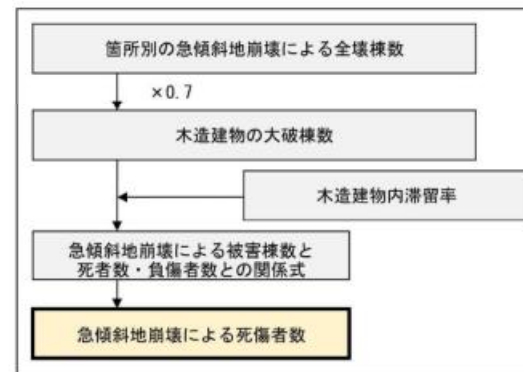 箇所別の急傾斜地崩壊による全壊棟数
×0.7
木造建物の大破棟数
木造建物内滞留率
急傾斜地崩壊による被害棟数と
死者数・負傷者数との関係式
急傾斜地崩壊による死傷者数